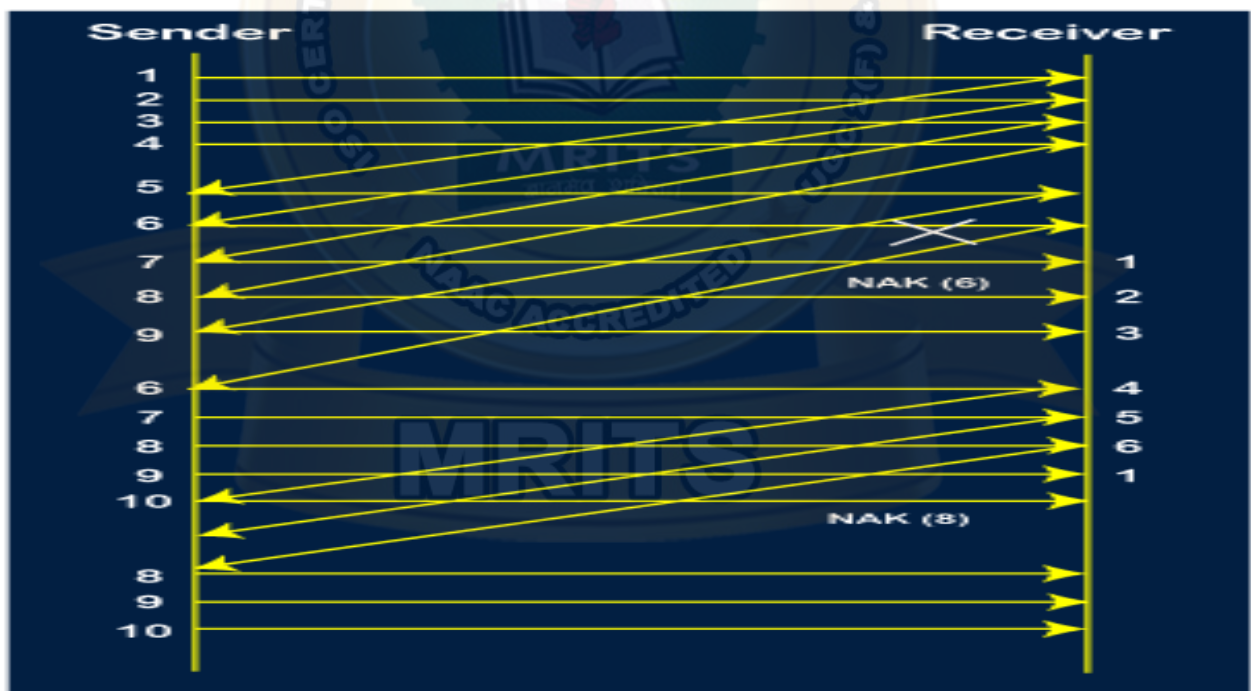 Sender Receiver
1
2
3
4
5
6
7 1
NAK (6)
8 2
9 3
6 4
7 5
8 6
9 1
10
NAK (8)
8
9
10
MRITS
NAAC ACCREDITED
MRITS